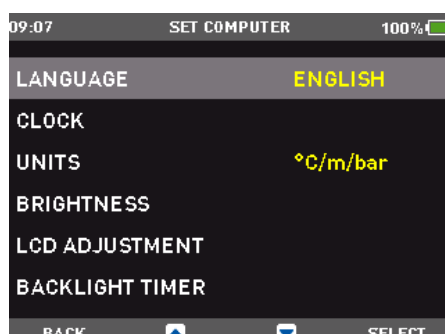 09:07 SET COMPUTER 100%
LANGUAGE ENGLISH
CLOCK
UNITS °C/m/bar
BRIGHTNESS
LCD ADJUSTMENT
BACKLIGHT TIMER
BACK SELECT